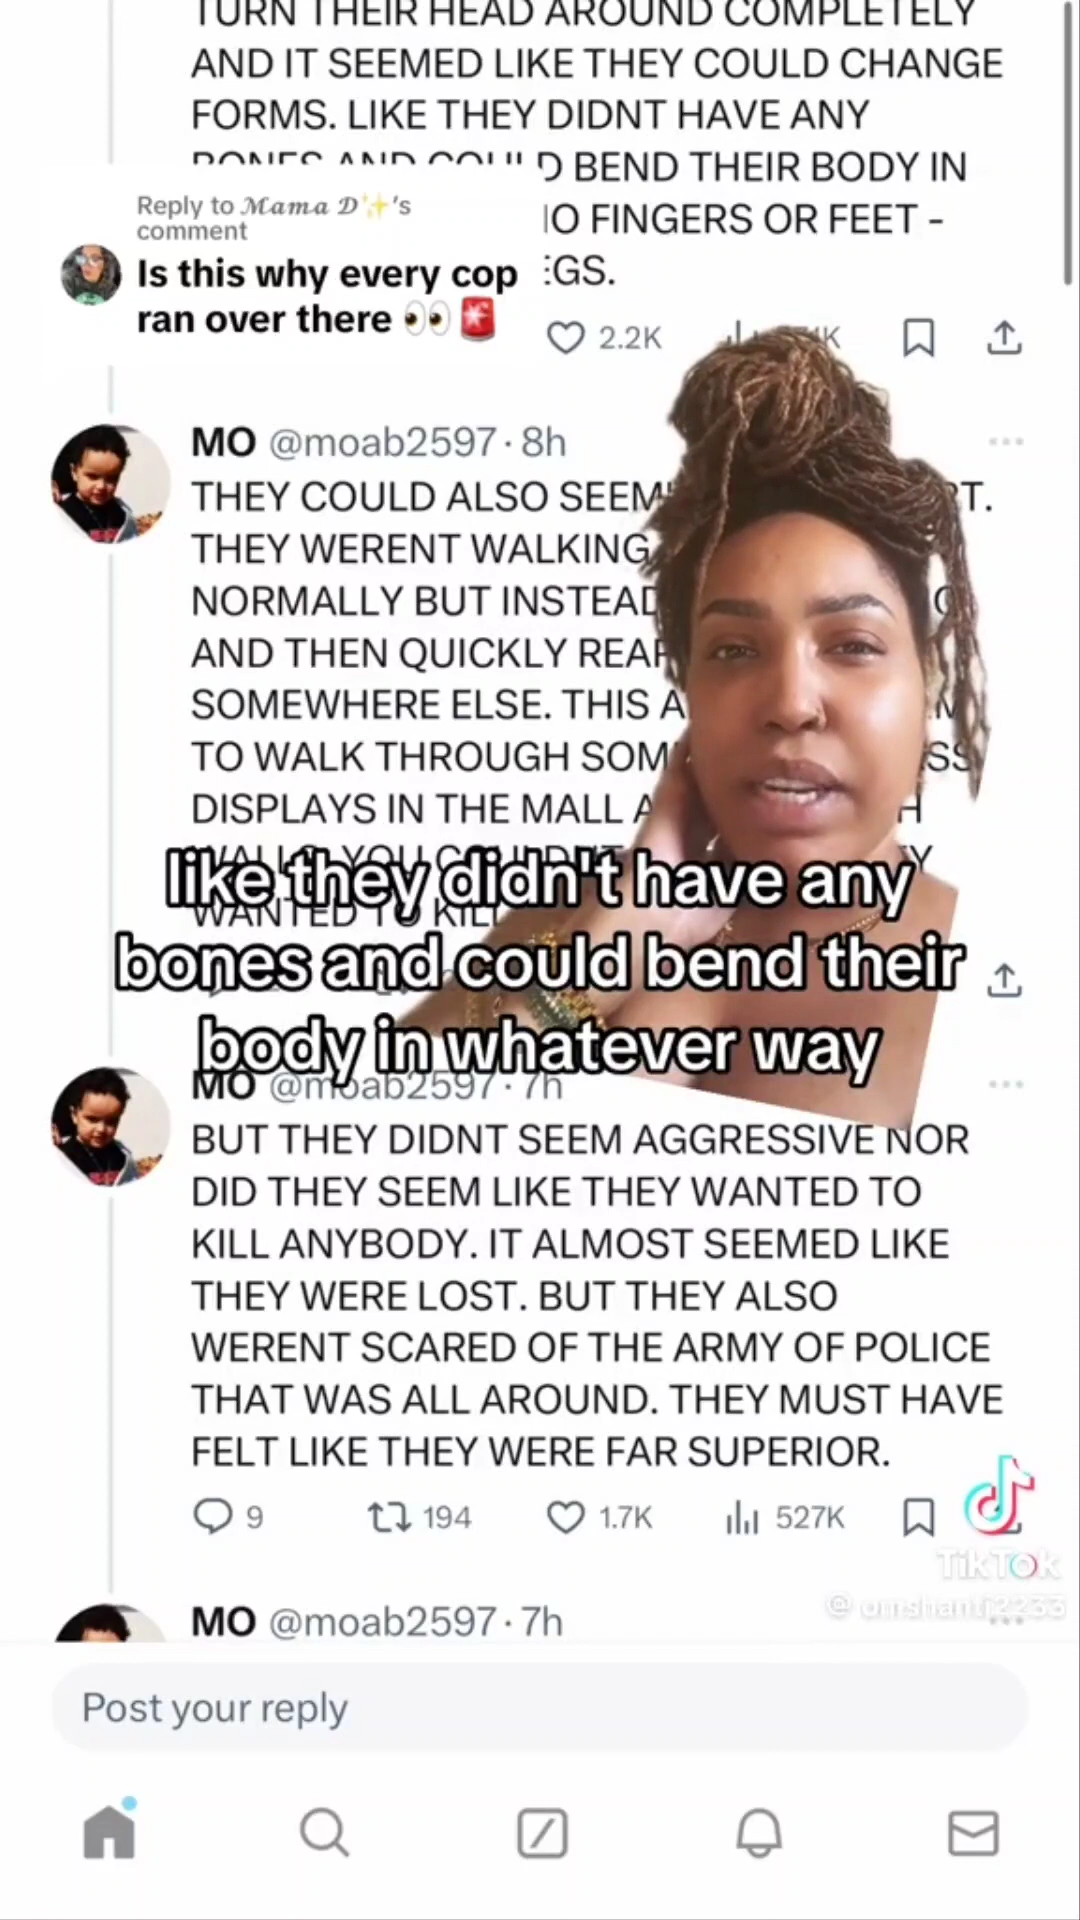 TURN THEIR HEAD AROUND COMPLETELY
AND IT SEEMED LIKE THEY COULD CHANGE
FORMS. LIKE THEY DIDNT HAVE ANY
BONES AND COULD BEND THEIR BODY IN
FINGERS OR FEET -
Reply to Mama D✨'s
comment
Is this why every cop
ran over there 👀🚨
2.2K
MO @moab2597 · 8h
THEY COULD ALSO
THEY WERENT WALKING
NORMALLY BUT INSTEAD
AND THEN QUICKLY
SOMEWHERE ELSE. THIS
TO WALK THROUGH
DISPLAYS IN THE MALL
WANTED TO KILL
like they didn't have any
bones and could bend their
body in whatever way
MO @moab2597 · 7h
BUT THEY DIDNT SEEM AGGRESSIVE NOR
DID THEY SEEM LIKE THEY WANTED TO
KILL ANYBODY. IT ALMOST SEEMED LIKE
THEY WERE LOST. BUT THEY ALSO
WERENT SCARED OF THE ARMY OF POLICE
THAT WAS ALL AROUND. THEY MUST HAVE
FELT LIKE THEY WERE FAR SUPERIOR.
9 194 1.7K 527K
TikTok
MO @moab2597 · 7h
Post your reply